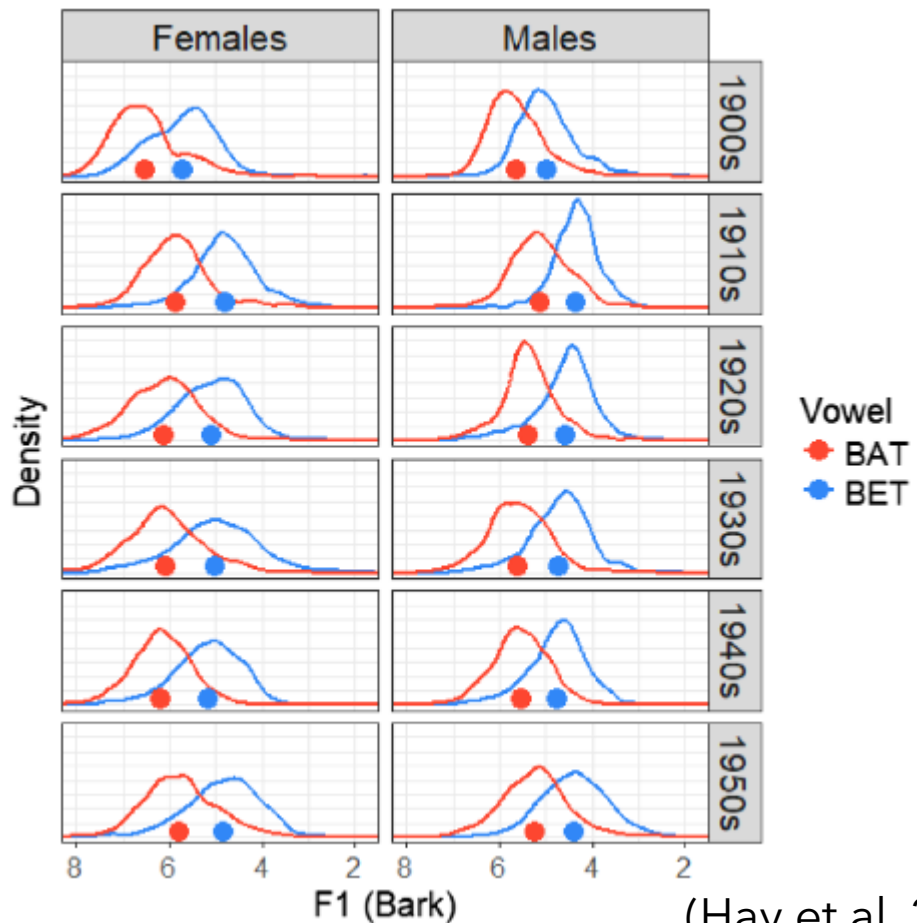 Females Males
1900s
1910s
1920s
1930s
1940s
1950s
Density
Vowel
BAT
BET
8 6 4 2 8 6 4 2
F1 (Bark)
(Hay et al.